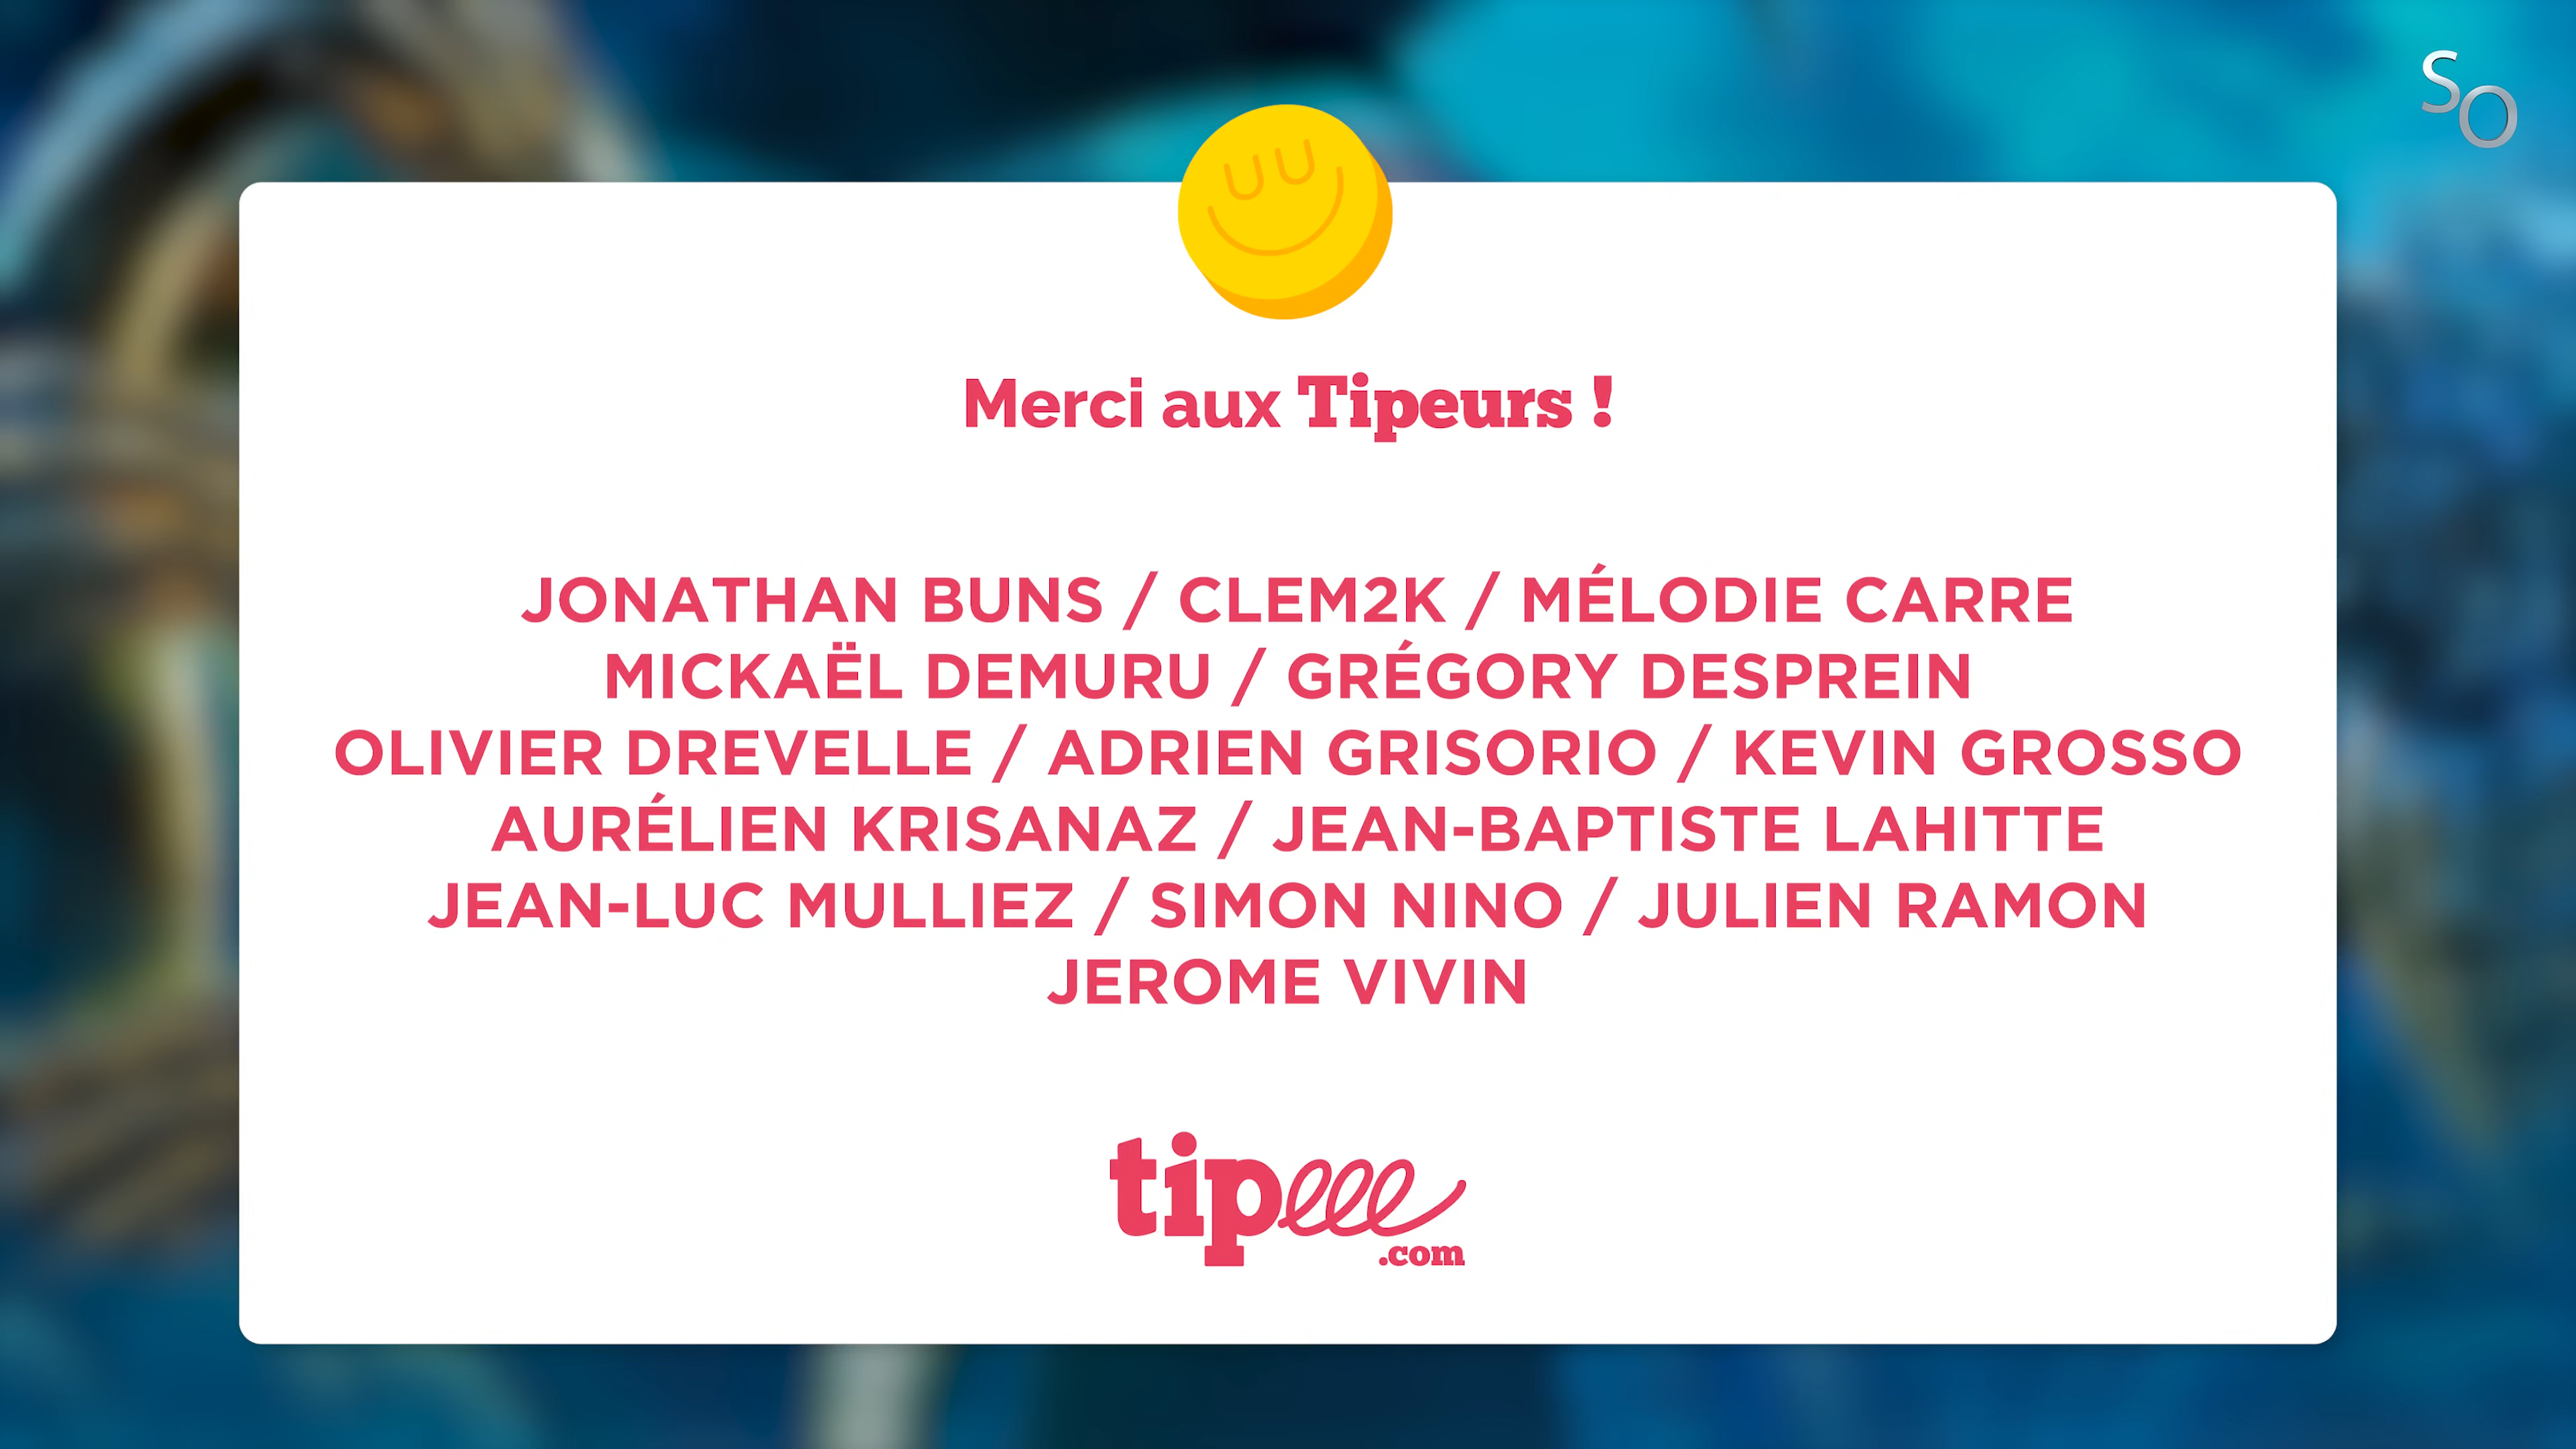 SO
Merci aux Tipeurs !
JONATHAN BUNS / CLEM2K / MÉLODIE CARRE
MICKAËL DEMURU / GRÉGORY DESPREIN
OLIVIER DREVELLE / ADRIEN GRISORIO / KEVIN GROSSO
AURÉLIEN KRISANAZ / JEAN-BAPTISTE LAHITTE
JEAN-LUC MULLIEZ / SIMON NINO / JULIEN RAMON
JEROME VIVIN
tipeee
.com